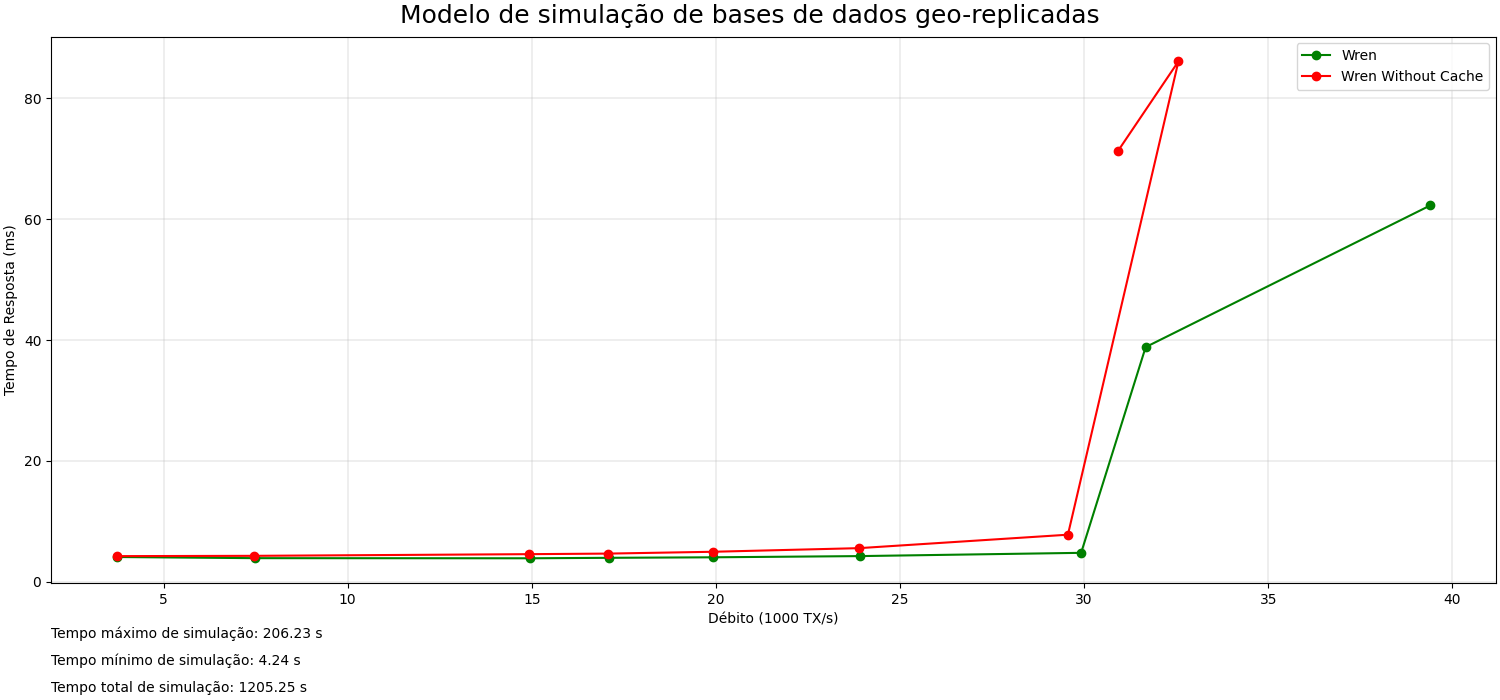 Modelo de simulação de bases de dados geo-replicadas
Wren
Wren Without Cache
Tempo de Resposta (ms)
80
60
40
20
0
5
10
15
20
25
30
35
40
Débito (1000 TX/s)
Tempo máximo de simulação: 206.23 s
Tempo mínimo de simulação: 4.24 s
Tempo total de simulação: 1205.25 s